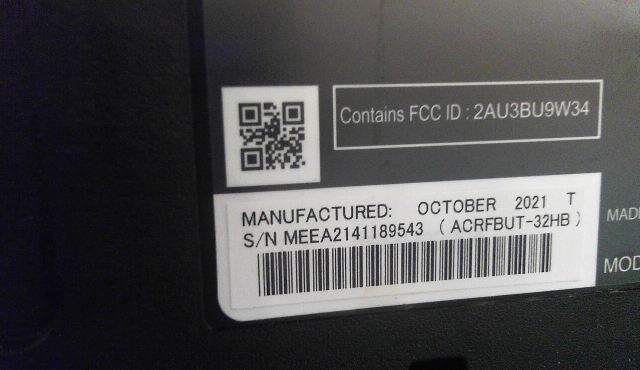 Contains FCC ID : 2AU3BU9W34
MANUFACTURED: OCTOBER 2021 T
S/N MEEA2141189543 ( ACRFBUT-32HB )